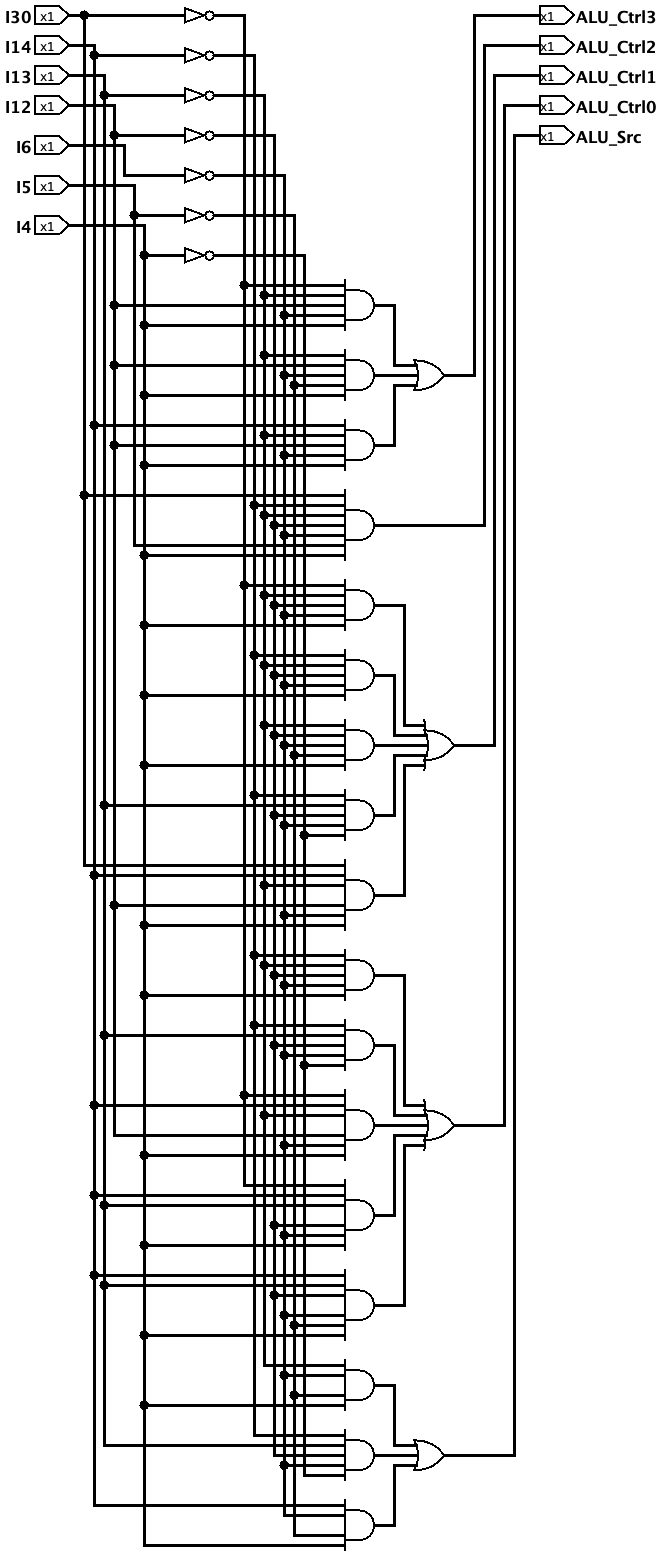 I30 x1
I14 x1
I13 x1
I12 x1
I6 x1
I5 x1
I4 x1
x1 ALU_Ctrl3
x1 ALU_Ctrl2
x1 ALU_Ctrl1
x1 ALU_Ctrl0
x1 ALU_Src